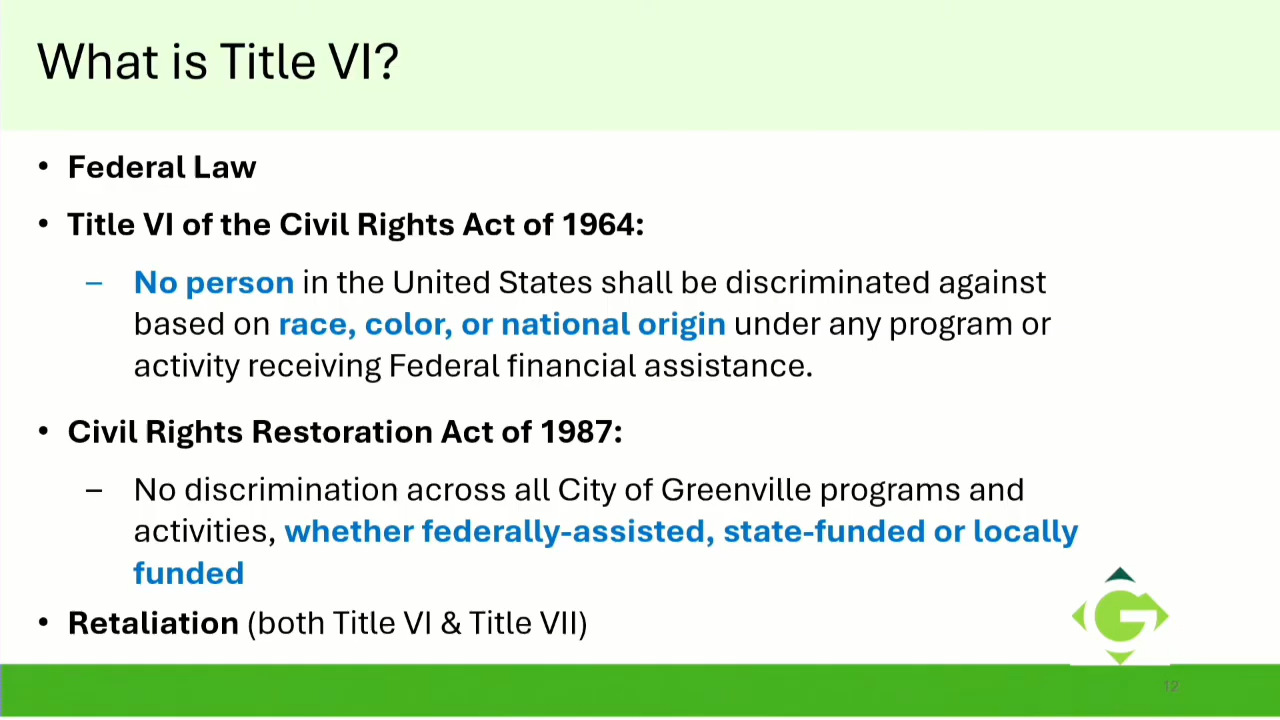 What is Title VI?
• Federal Law
• Title VI of the Civil Rights Act of 1964:
– No person in the United States shall be discriminated against
based on race, color, or national origin under any program or
activity receiving Federal financial assistance.
• Civil Rights Restoration Act of 1987:
– No discrimination across all City of Greenville programs and
activities, whether federally-assisted, state-funded or locally
funded
• Retaliation (both Title VI & Title VII)
G
12